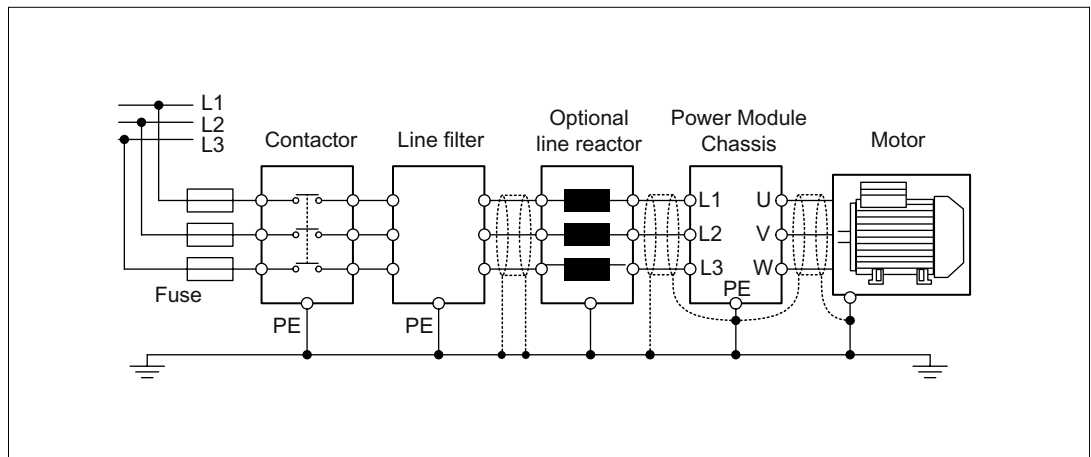 L1
L2
L3
Contactor
Line filter
Optional
line reactor
Power Module
Chassis
Motor
L1
U
L2
V
L3
W
Fuse
PE
PE
PE